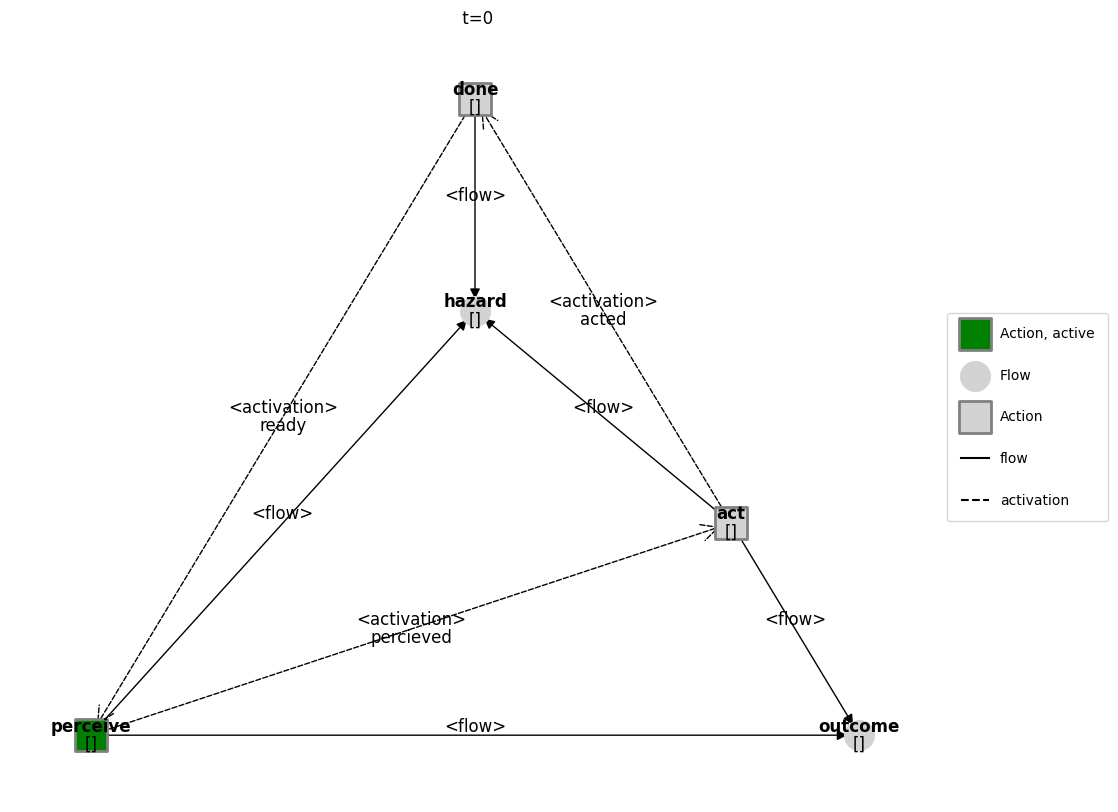 t=0
done
[]
<flow>
hazard
[]
<activation>
acted
<activation>
ready
<flow>
<flow>
act
[]
<activation>
percieved
<flow>
perceive
[]
<flow>
outcome
[]
Action, active
Flow
Action
flow
activation